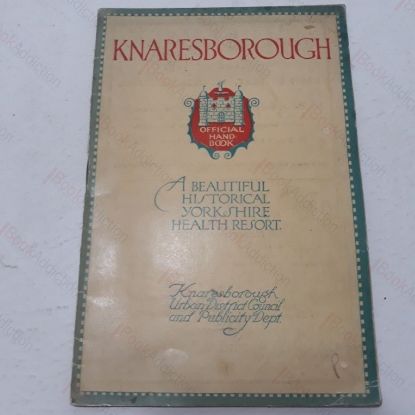 KNARESBOROUGH
OFFICIAL
HAND
BOOK
A BEAUTIFUL
HISTORICAL
YORKSHIRE
HEALTH RESORT.
Knaresborough
Urban District Council
and Publicity Dept.